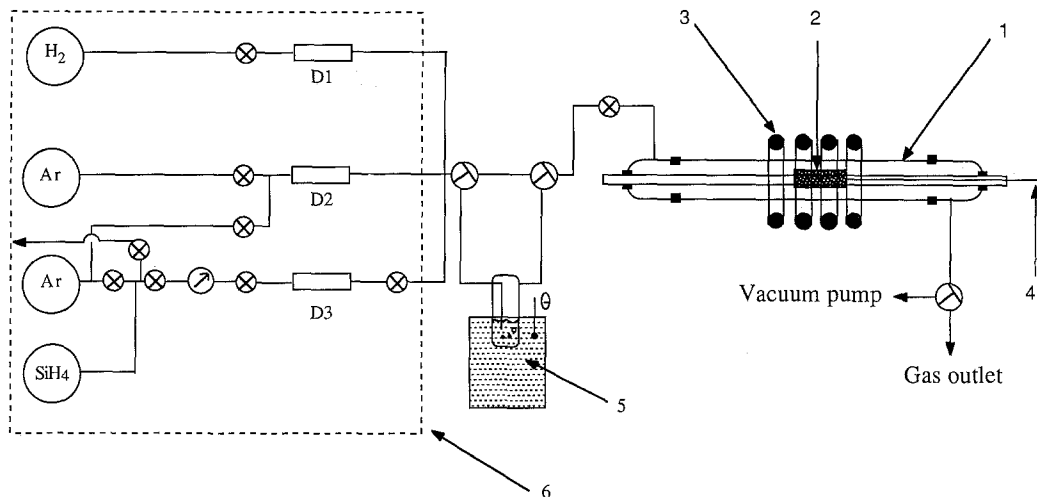 3
2
1
H2
D1
Ar
D2
Ar
D3
SiH4
θ
5
4
Vacuum pump
Gas outlet
6